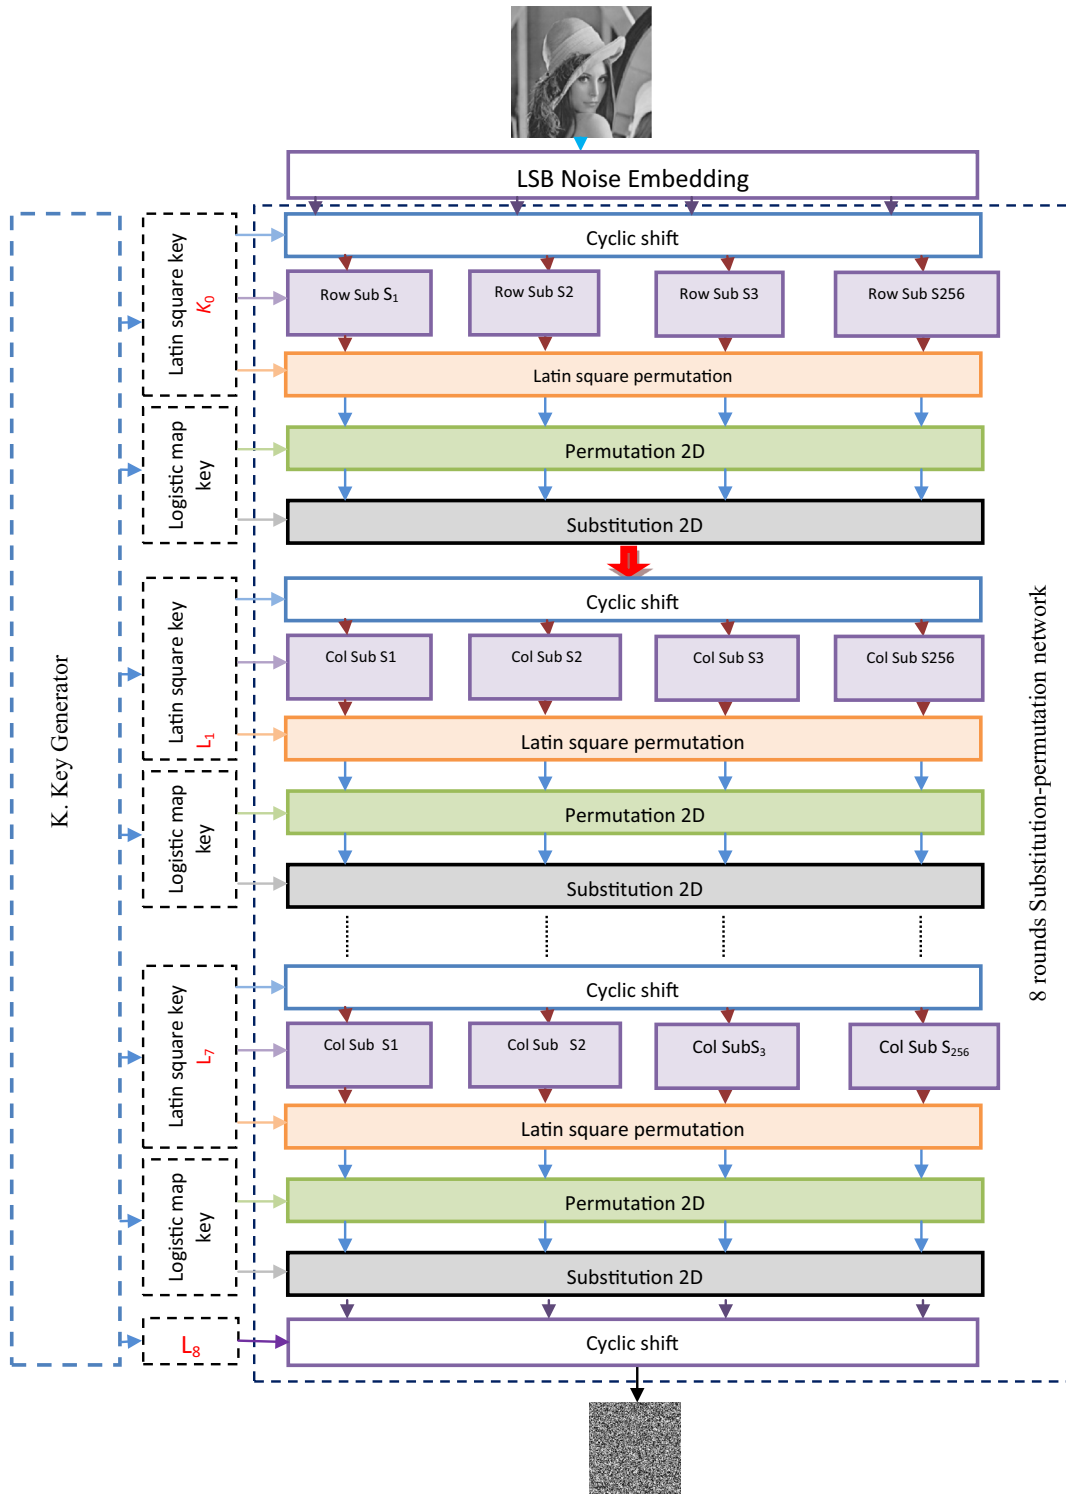 LSB Noise Embedding
K. Key Generator
8 rounds Substitution-permutation network
Latin square key
K₀
Cyclic shift
Row Sub S₁
Row Sub S2
Row Sub S3
Row Sub S256
Latin square permutation
Logistic map
key
Permutation 2D
Substitution 2D
Latin square key
L₁
Cyclic shift
Col Sub S1
Col Sub S2
Col Sub S3
Col Sub S256
Latin square permutation
Logistic map
key
Permutation 2D
Substitution 2D
Latin square key
L₇
Cyclic shift
Col Sub S1
Col Sub S2
Col SubS₃
Col Sub S₂₅₆
Latin square permutation
Logistic map
key
Permutation 2D
Substitution 2D
L₈
Cyclic shift